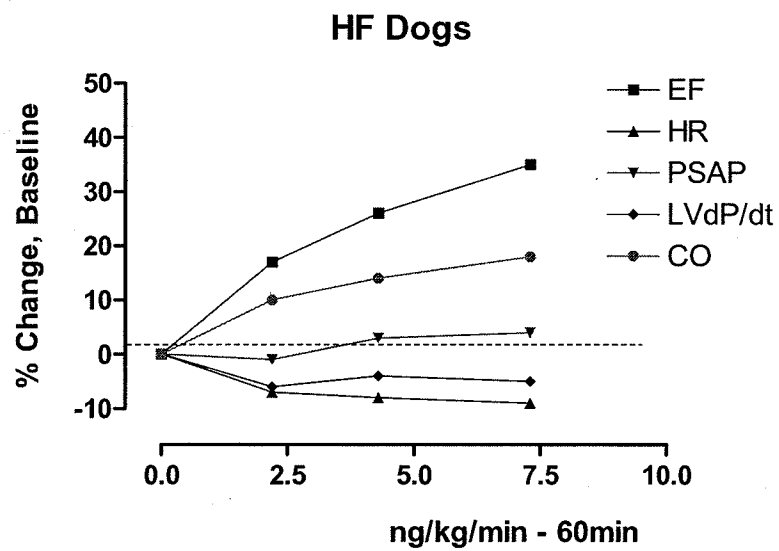 HF Dogs
% Change, Baseline
50
40
30
20
10
0
-10
0.0 2.5 5.0 7.5 10.0
ng/kg/min - 60min
EF
HR
PSAP
LVdP/dt
CO